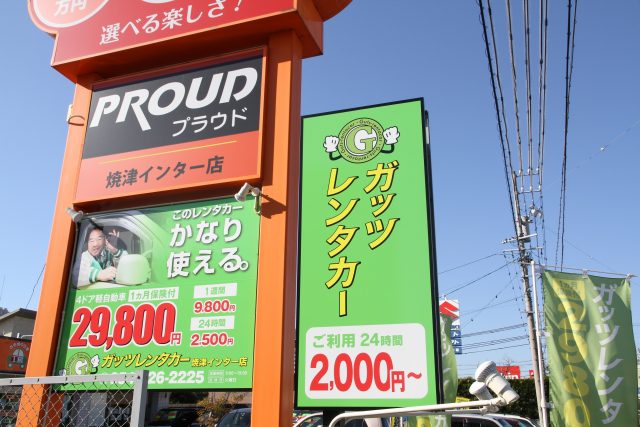 万円
選べる楽しさ!
PROUD
プラウド
焼津インター店
このレンタカー
かなり
使える。
4ドア軽自動車 1カ月保険付
29,800円
1週間
9,800円
24時間
2,500円
ガッツレンタカー 焼津インター店
26-2225
G
ガッツ
レンタカー
ご利用 24時間
2,000円~
ガッツレンタ